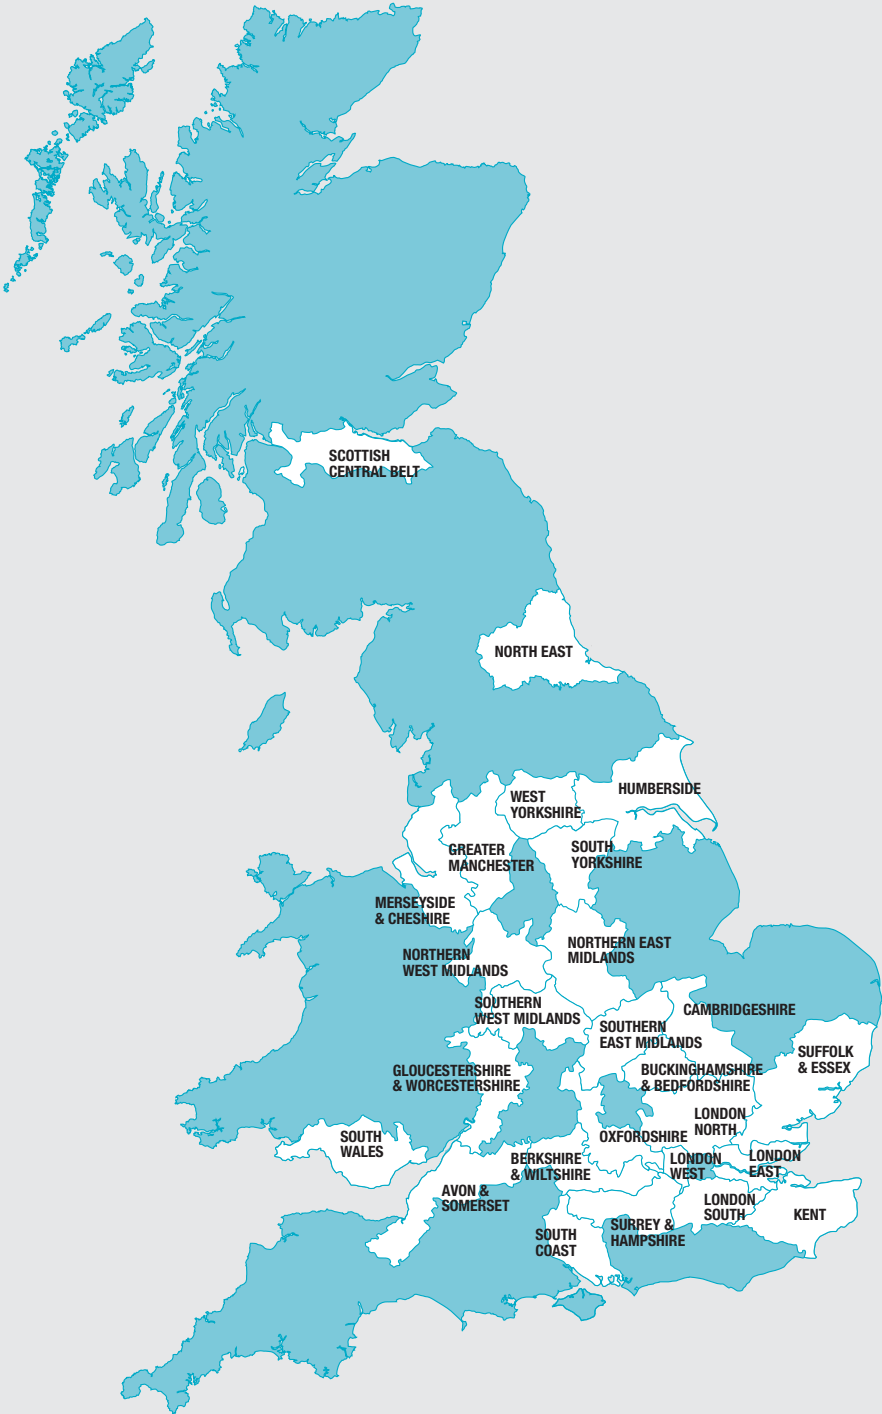 SCOTTISH
CENTRAL BELT
NORTH EAST
HUMBERSIDE
WEST
YORKSHIRE
SOUTH
YORKSHIRE
GREATER
MANCHESTER
MERSEYSIDE
& CHESHIRE
NORTHERN EAST
MIDLANDS
NORTHERN
WEST MIDLANDS
SOUTHERN
WEST MIDLANDS
CAMBRIDGESHIRE
SOUTHERN
EAST MIDLANDS
SUFFOLK
& ESSEX
GLOUCESTERSHIRE
& WORCESTERSHIRE
BUCKINGHAMSHIRE
& BEDFORDSHIRE
LONDON
NORTH
OXFORDSHIRE
SOUTH
WALES
BERKSHIRE
& WILTSHIRE
LONDON
WEST
LONDON
EAST
AVON &
SOMERSET
LONDON
SOUTH
KENT
SURREY &
HAMPSHIRE
SOUTH
COAST